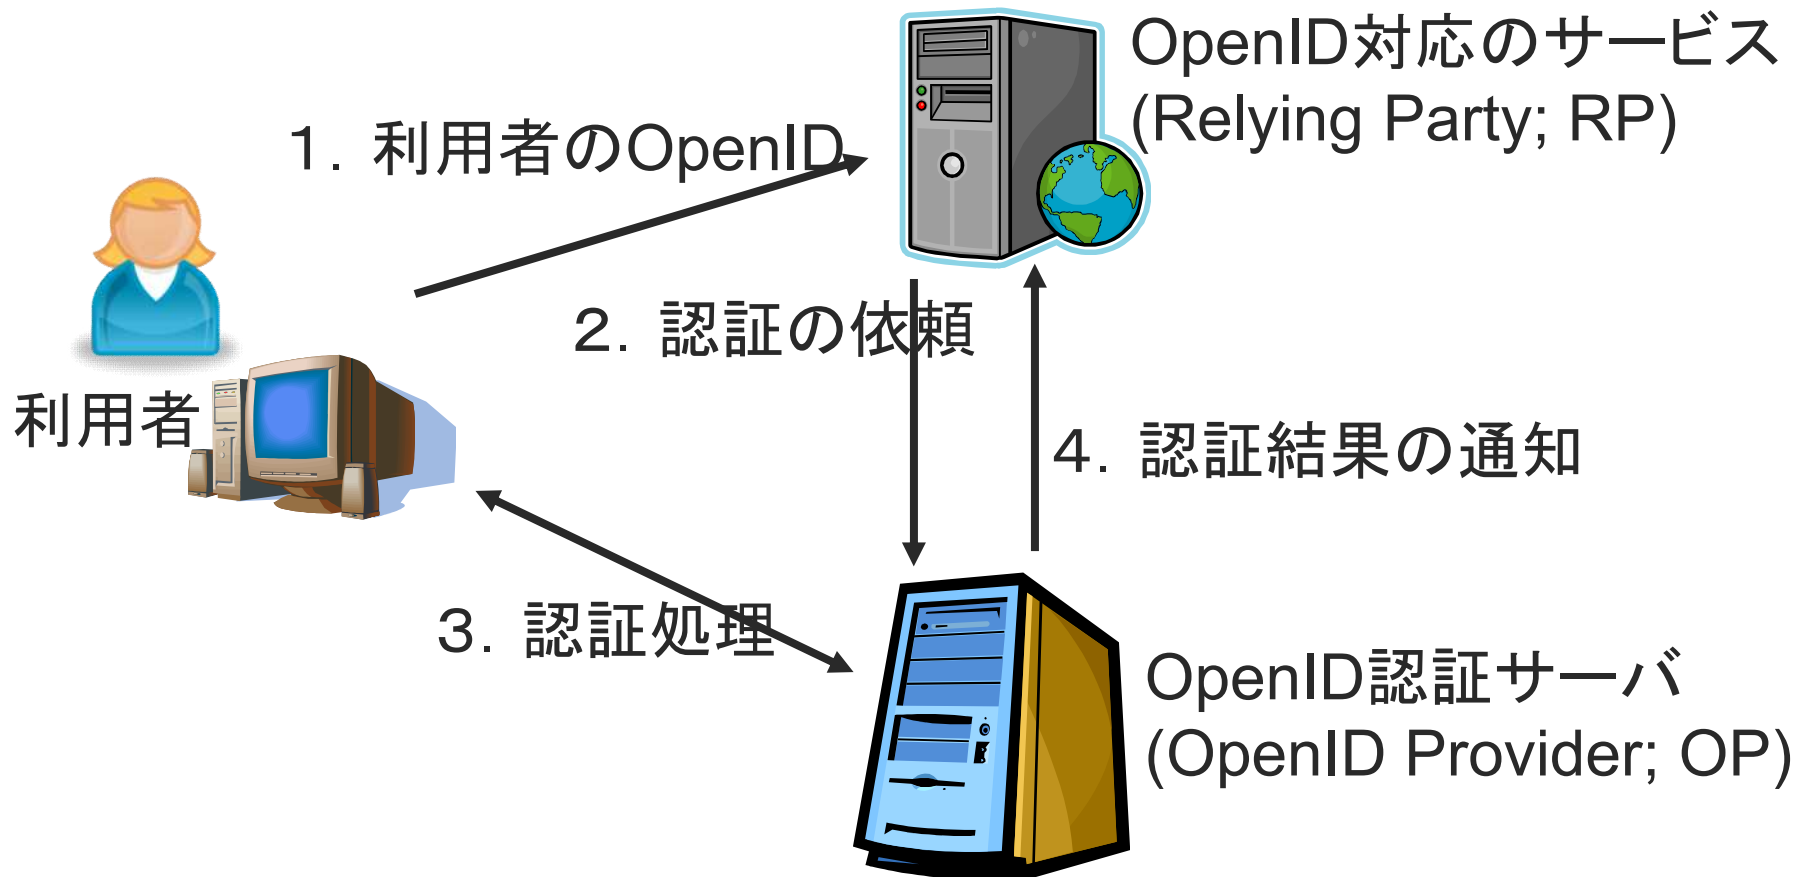 OpenID対応のサービス
(Relying Party; RP)
１．利用者のOpenID
２．認証の依頼
利用者
４．認証結果の通知
３．認証処理
OpenID認証サーバ
(OpenID Provider; OP)